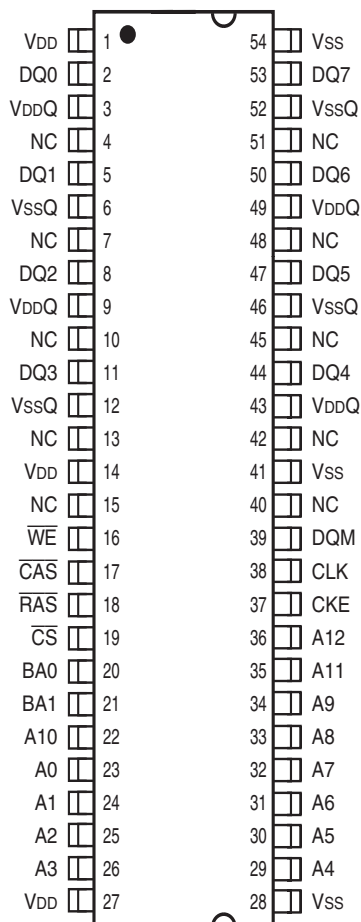 VDD 1 54 VSS
DQ0 2 53 DQ7
VDDQ 3 52 VSSQ
NC 4 51 NC
DQ1 5 50 DQ6
VSSQ 6 49 VDDQ
NC 7 48 NC
DQ2 8 47 DQ5
VDDQ 9 46 VSSQ
NC 10 45 NC
DQ3 11 44 DQ4
VSSQ 12 43 VDDQ
NC 13 42 NC
VDD 14 41 VSS
NC 15 40 NC
W̅E̅ 16 39 DQM
C̅A̅S̅ 17 38 CLK
R̅A̅S̅ 18 37 CKE
C̅S̅ 19 36 A12
BA0 20 35 A11
BA1 21 34 A9
A10 22 33 A8
A0 23 32 A7
A1 24 31 A6
A2 25 30 A5
A3 26 29 A4
VDD 27 28 VSS